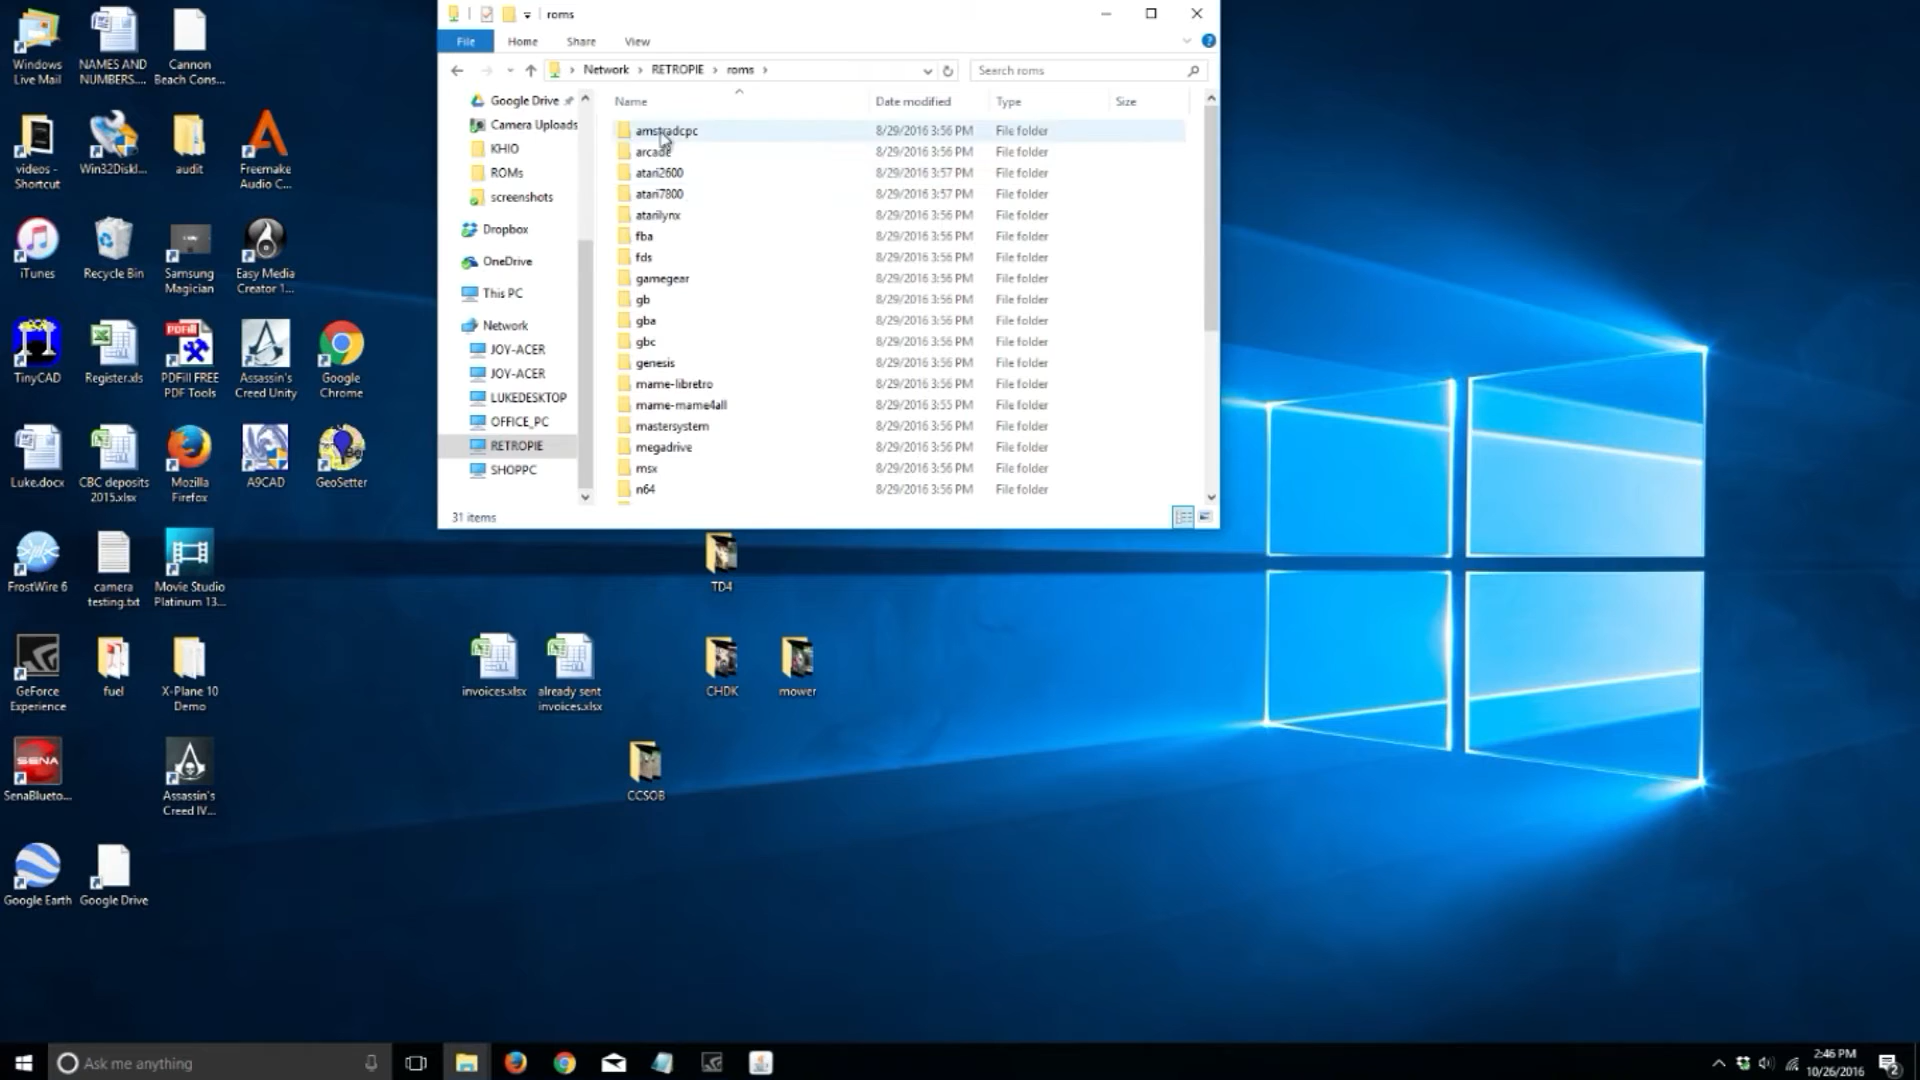 roms
File
Home
Share
View
Network
RETROPIE
roms
Search roms
Google Drive
Camera Uploads
KHIO
ROMs
screenshots
Dropbox
OneDrive
This PC
Network
JOY-ACER
JOY-ACER
LUKEDESKTOP
OFFICE_PC
RETROPIE
SHOPPC
Name Date modified Type Size
amstradcpc 8/29/2016 3:56 PM File folder
arcade 8/29/2016 3:56 PM File folder
atari2600 8/29/2016 3:57 PM File folder
atari7800 8/29/2016 3:57 PM File folder
atarilynx 8/29/2016 3:56 PM File folder
fba 8/29/2016 3:56 PM File folder
fds 8/29/2016 3:56 PM File folder
gamegear 8/29/2016 3:56 PM File folder
gb 8/29/2016 3:56 PM File folder
gba 8/29/2016 3:56 PM File folder
gbc 8/29/2016 3:56 PM File folder
genesis 8/29/2016 3:56 PM File folder
mame-libretro 8/29/2016 3:56 PM File folder
mame-mame4all 8/29/2016 3:55 PM File folder
mastersystem 8/29/2016 3:56 PM File folder
megadrive 8/29/2016 3:56 PM File folder
msx 8/29/2016 3:56 PM File folder
n64 8/29/2016 3:56 PM File folder
31 items
Windows
Live Mail
NAMES AND
NUMBERS....
Cannon
Beach Cons...
videos -
Shortcut
Win32DiskI...
audit
Freemake
Audio C...
iTunes
Recycle Bin
Samsung
Magician
Easy Media
Creator 1...
TinyCAD
Register.xls
PDFill
PDFill FREE
PDF Tools
Assassin's
Creed Unity
Google
Chrome
Luke.docx
CBC deposits
2015.xlsx
Mozilla
Firefox
A9CAD
GeoSetter
FrostWire 6
camera
testing.txt
Movie Studio
Platinum 13...
TD4
GeForce
Experience
fuel
X-Plane 10
Demo
invoices.xlsx
already sent
invoices.xlsx
CHDK
mower
SENA
SenaBlueto...
Assassin's
Creed IV...
CCSOB
Google Earth
Google Drive
Ask me anything
2:46 PM
10/26/2016
2